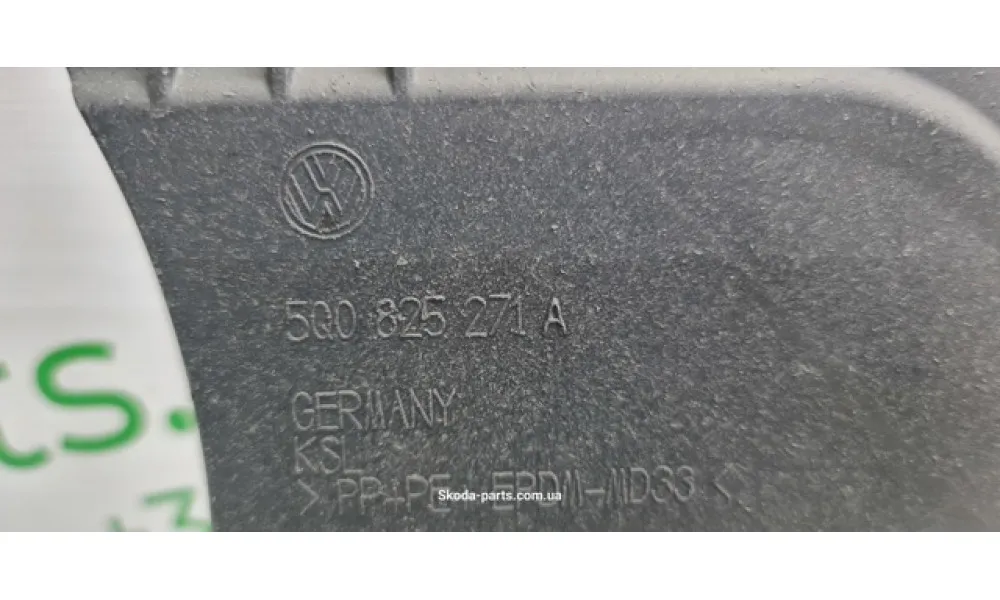 5Q0 825 271 A
GERMANY
KSL
>PP+PE+EPDM-MD33<
Skoda-parts.com.ua